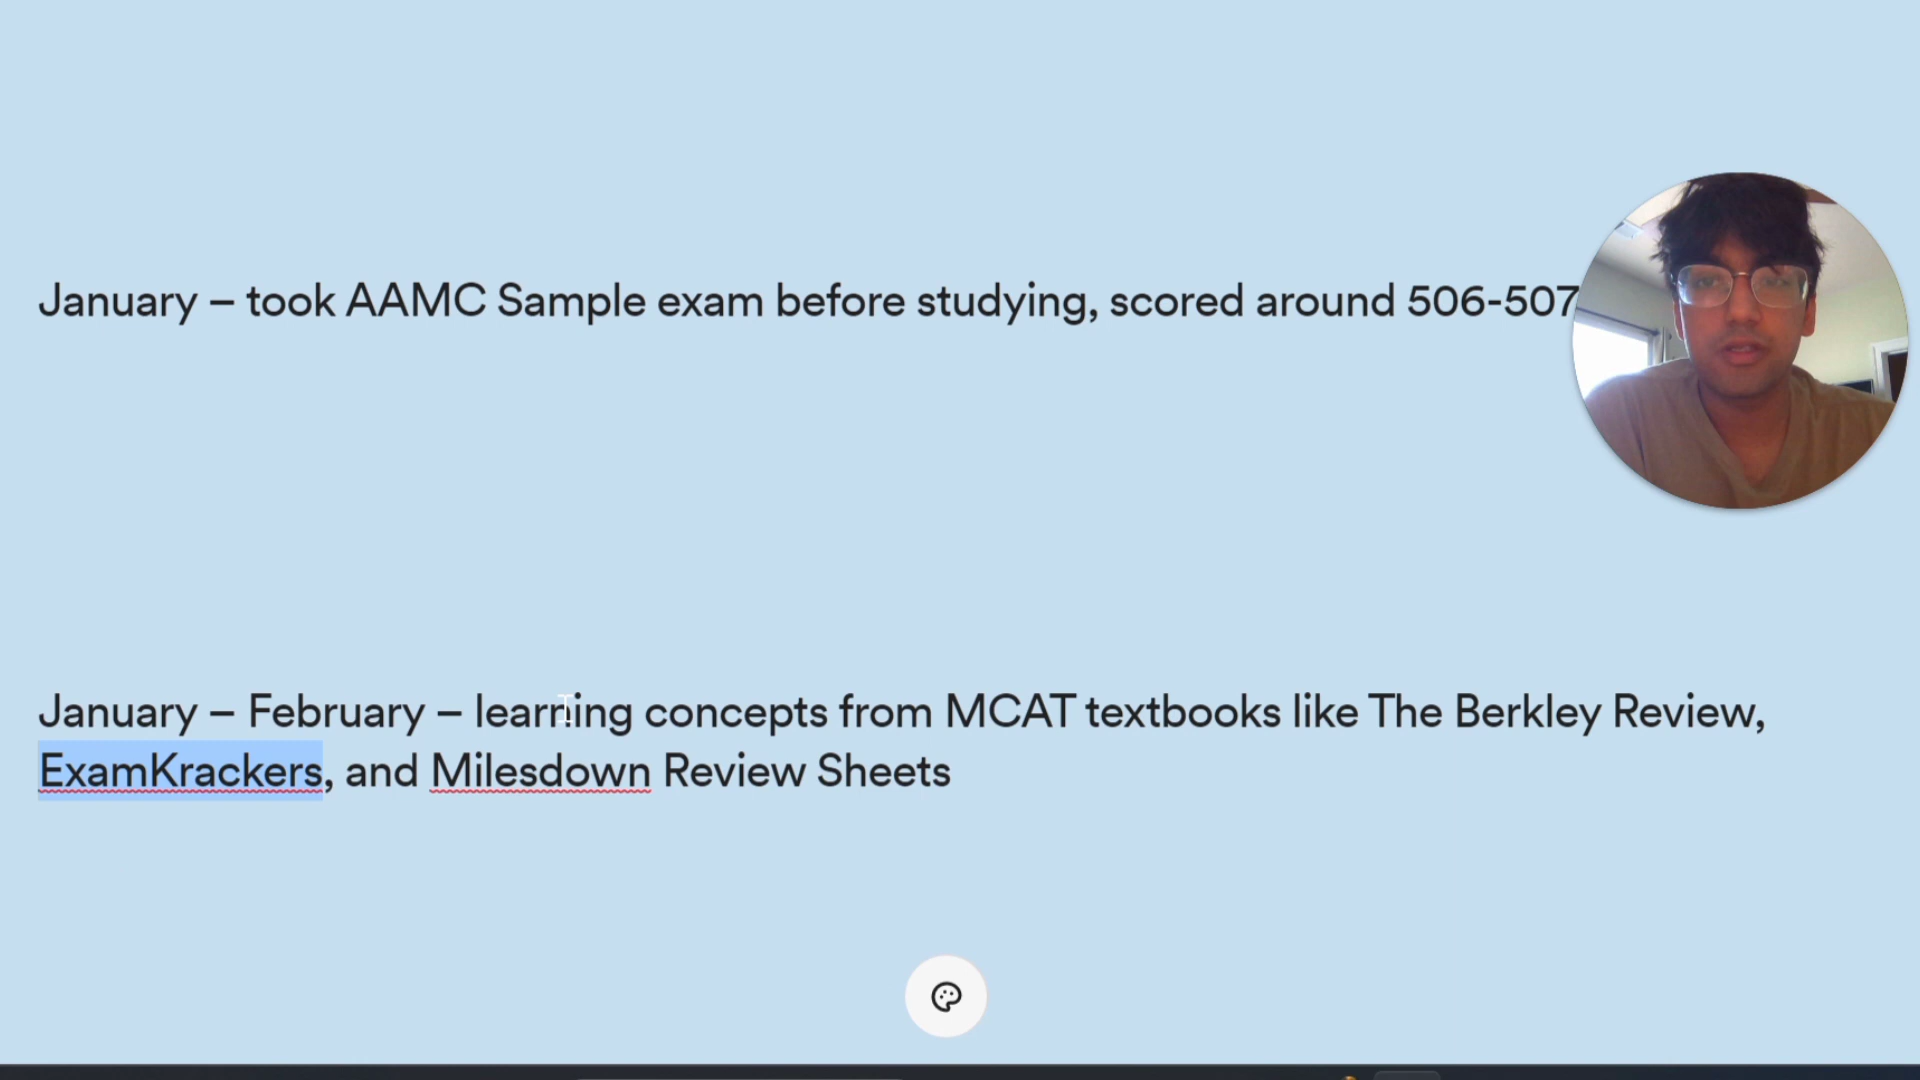 January – took AAMC Sample exam before studying, scored around 506-507
January – February – learning concepts from MCAT textbooks like The Berkley Review,
ExamKrackers, and Milesdown Review Sheets